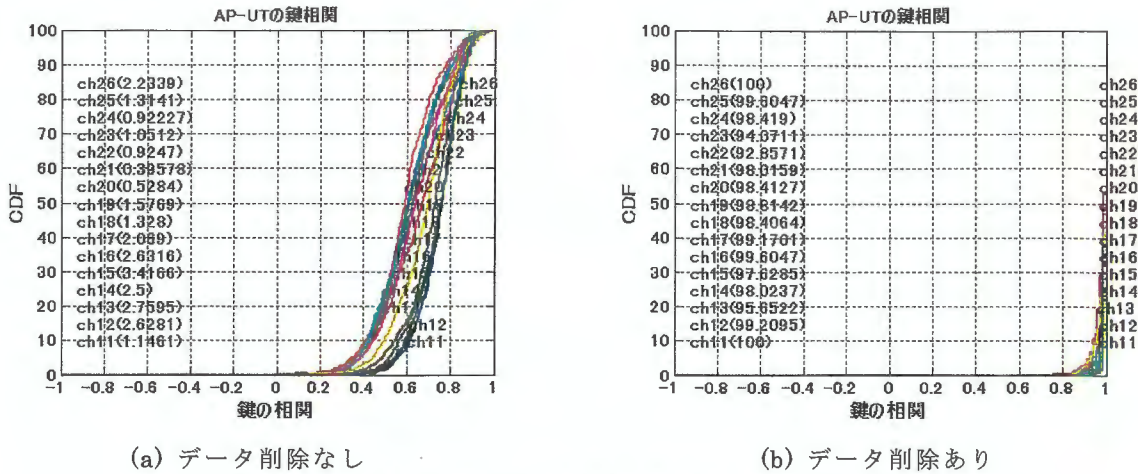 AP-UTの鍵相関
100
90
80
70
60
50
40
30
20
10
0
CDF
ch26(2.2339)
ch25(1.3141)
ch24(0.92227)
ch23(1.0512)
ch22(0.9247)
ch21(0.39578)
ch20(0.5284)
ch19(1.5769)
ch18(1.328)
ch17(2.069)
ch16(2.6316)
ch15(3.4166)
ch14(2.5)
ch13(2.7595)
ch12(2.6281)
ch11(1.1461)
ch26
ch25
ch24
ch22
ch12
ch11
-1 -0.8 -0.6 -0.4 -0.2 0 0.2 0.4 0.6 0.8 1
鍵の相関
(a) データ削除なし
AP-UTの鍵相関
100
90
80
70
60
50
40
30
20
10
0
CDF
ch26(100)
ch25(99.6047)
ch24(98.419)
ch23(94.0711)
ch22(92.8571)
ch21(98.0159)
ch20(98.4127)
ch19(98.8142)
ch18(98.4064)
ch17(99.1701)
ch16(99.6047)
ch15(97.6285)
ch14(98.0237)
ch13(95.6522)
ch12(99.2095)
ch11(100)
ch26
ch25
ch24
ch23
ch22
ch21
ch20
ch19
ch18
ch17
ch16
ch15
ch14
ch13
ch12
ch11
-1 -0.8 -0.6 -0.4 -0.2 0 0.2 0.4 0.6 0.8 1
鍵の相関
(b) データ削除あり